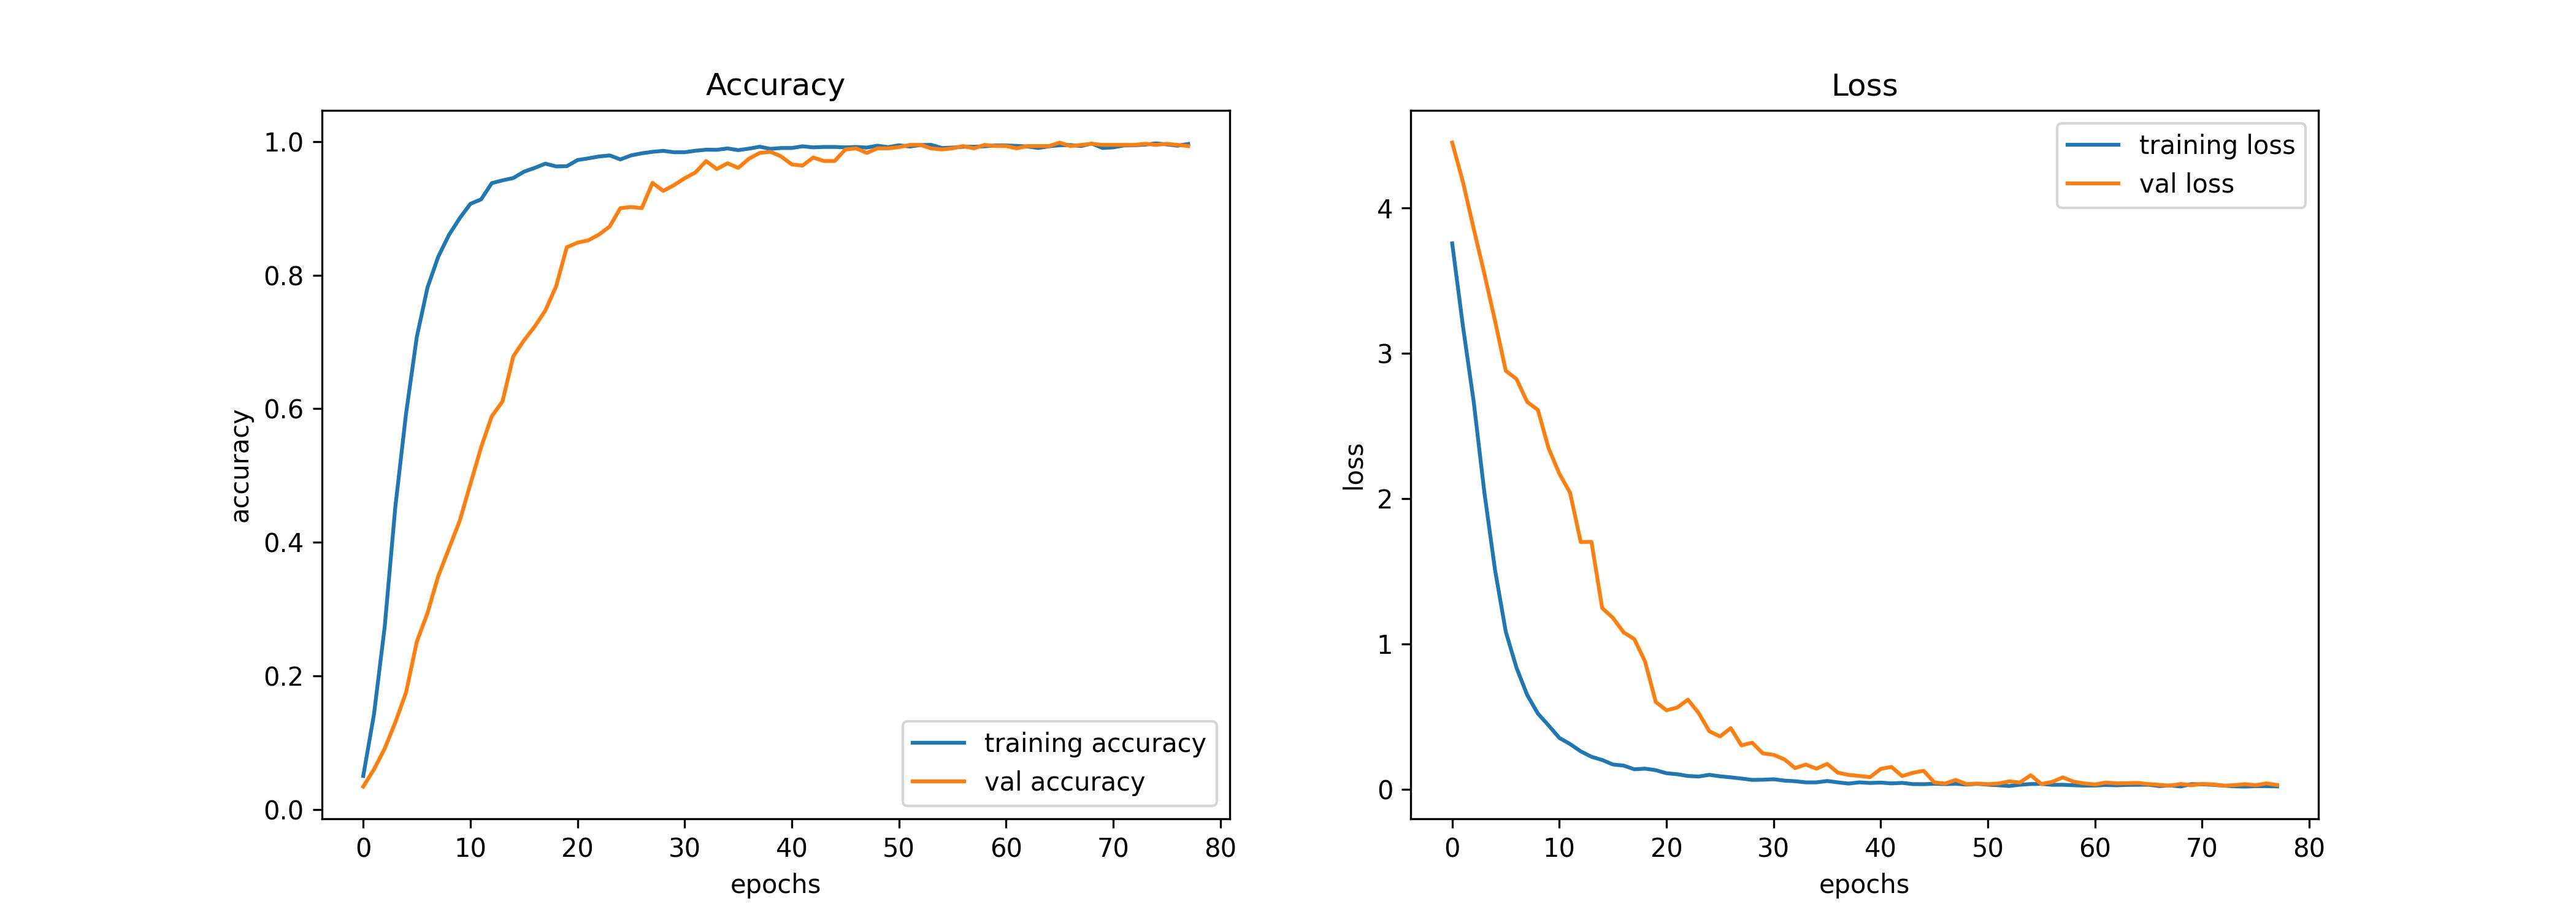 Accuracy
1.0
0.8
0.6
0.4
0.2
0.0
accuracy
training accuracy
val accuracy
0 10 20 30 40 50 60 70 80
epochs
Loss
4
3
2
1
0
loss
training loss
val loss
0 10 20 30 40 50 60 70 80
epochs